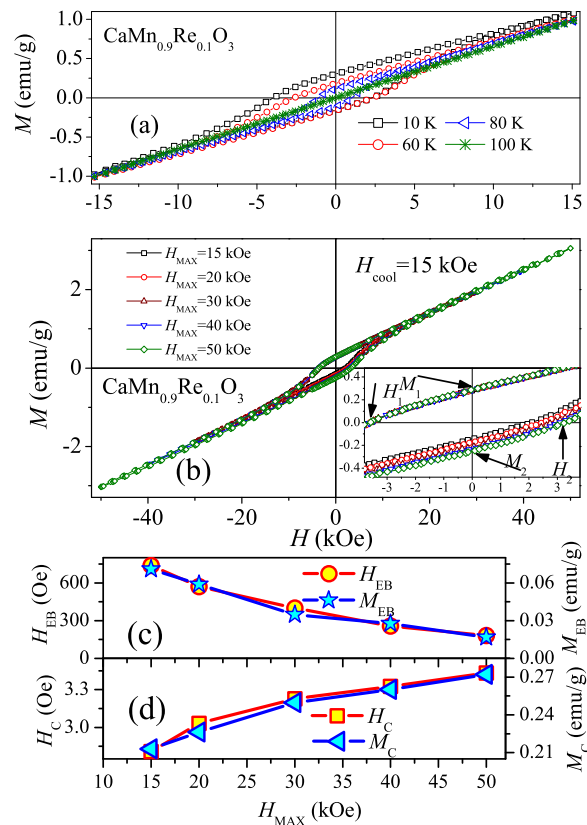 CaMn0.9Re0.1O3
M (emu/g)
1.0
0.5
0.0
-0.5
-1.0
(a)
10 K 80 K
60 K 100 K
-15 -10 -5 0 5 10 15
HMAX=15 kOe
HMAX=20 kOe
HMAX=30 kOe
HMAX=40 kOe
HMAX=50 kOe
Hcool=15 kOe
M (emu/g)
2
0
-2
CaMn0.9Re0.1O3
(b)
0.4
0.2
0.0
-0.2
-0.4
H1 M1
M2 H2
-3 -2 -1 0 1 2 3
-40 -20 0 20 40
H (kOe)
HEB (Oe)
600
300
0
(c)
HEB
MEB
0.09
0.06
0.03
0.00
MEB (emu/g)
HC (Oe)
3.3
3.0
(d)
HC
MC
0.27
0.24
0.21
MC (emu/g)
10 15 20 25 30 35 40 45 50
HMAX (kOe)